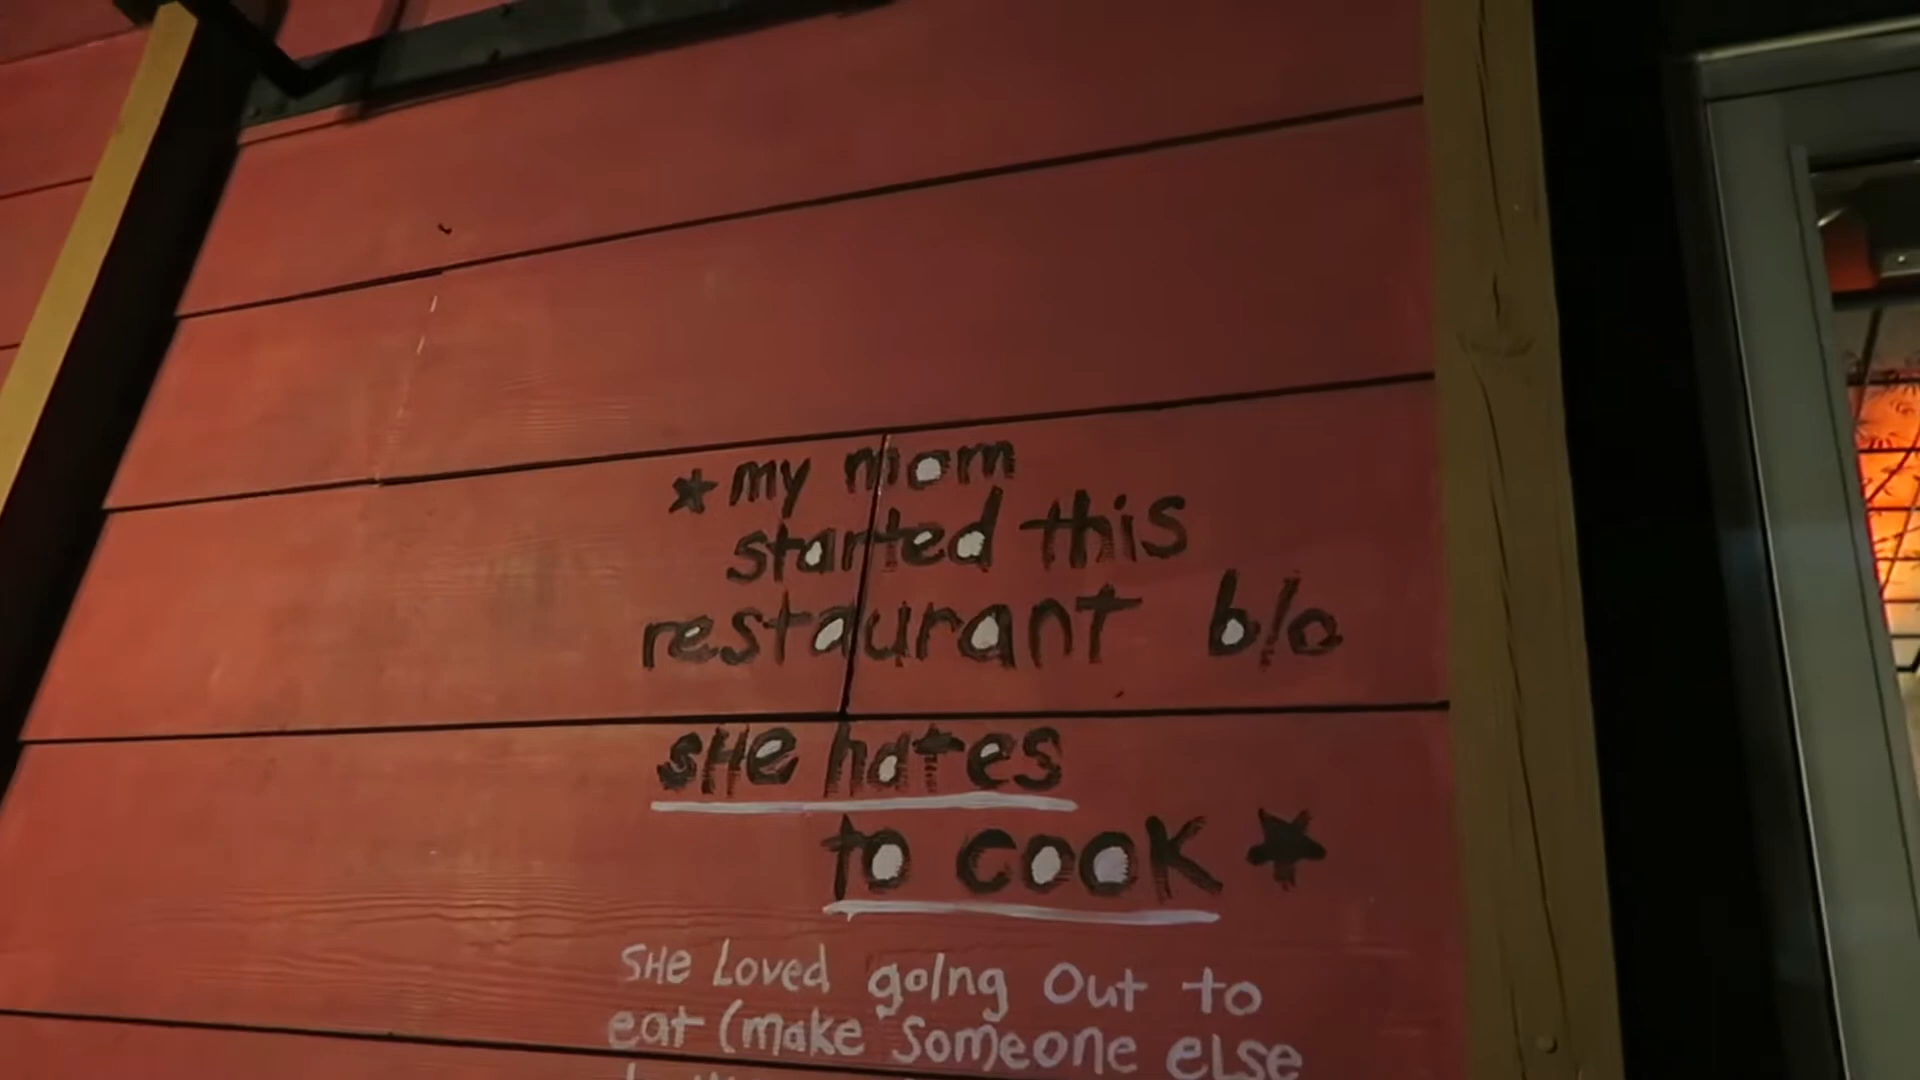 *my mom
started this
restaurant b/c
sHe hates
to cook*
SHe Loved goIng out to
eat (make someone eLSe